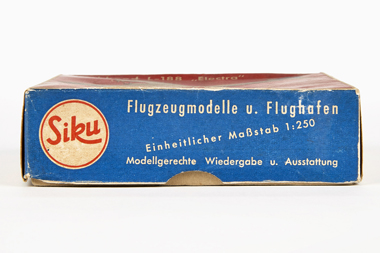 L-188 „Electra"
Siku
Flugzeugmodelle u. Flughafen
Einheitlicher Maßstab 1:250
Modellgerechte Wiedergabe u. Ausstattung